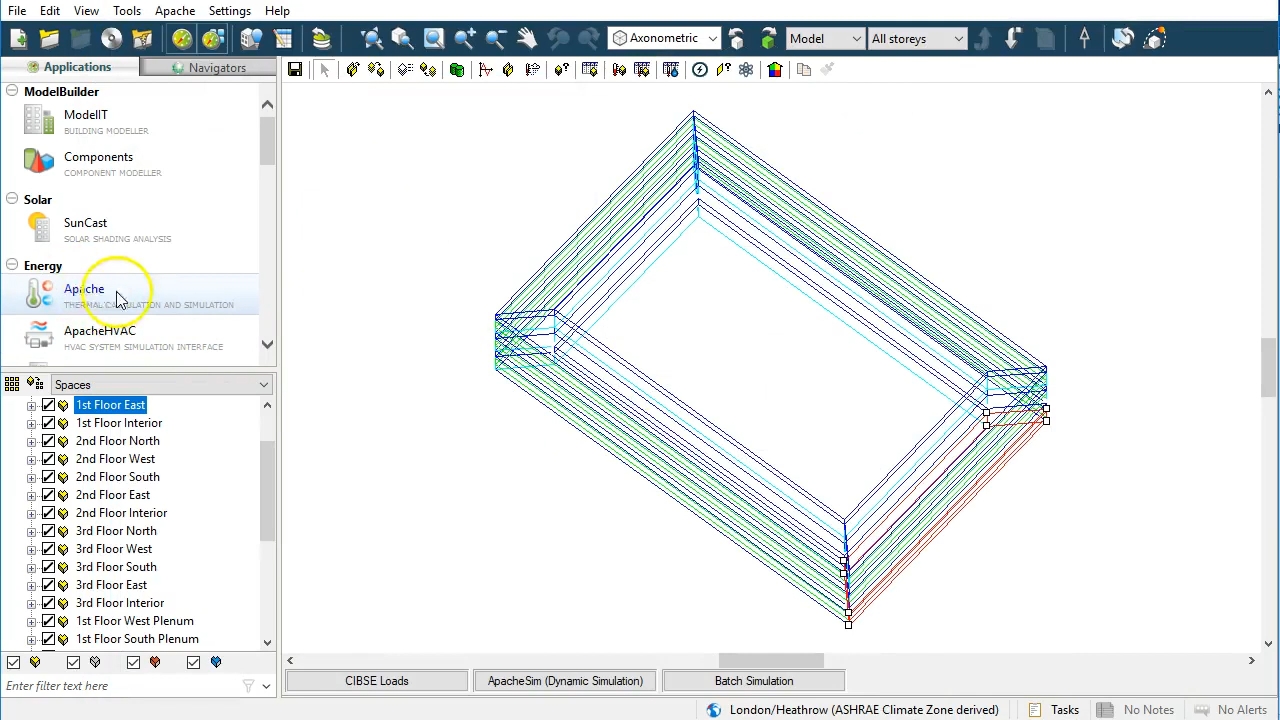 File Edit View Tools Apache Settings Help
Axonometric Model All storeys
Applications Navigators
ModelBuilder
ModelIT
BUILDING MODELLER
Components
COMPONENT MODELLER
Solar
SunCast
SOLAR SHADING ANALYSIS
Energy
Apache
THERMAL CALCULATION AND SIMULATION
ApacheHVAC
HVAC SYSTEM SIMULATION INTERFACE
Spaces
1st Floor East
1st Floor Interior
2nd Floor North
2nd Floor West
2nd Floor South
2nd Floor East
2nd Floor Interior
3rd Floor North
3rd Floor West
3rd Floor South
3rd Floor East
3rd Floor Interior
1st Floor West Plenum
1st Floor South Plenum
Enter filter text here
CIBSE Loads ApacheSim (Dynamic Simulation) Batch Simulation
London/Heathrow (ASHRAE Climate Zone derived) Tasks No Notes No Alerts